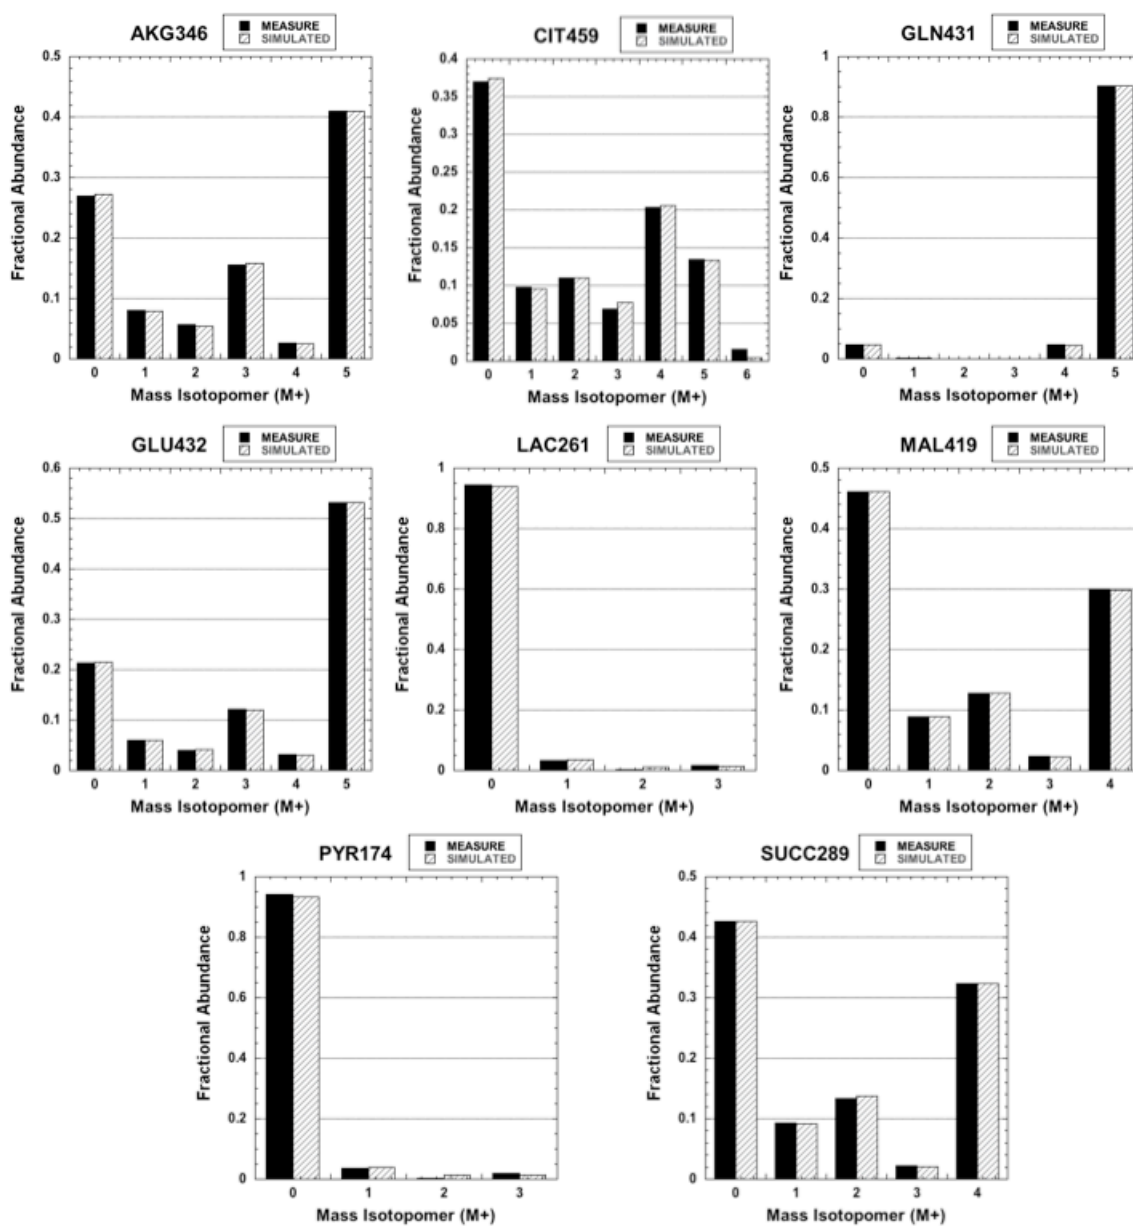 AKG346
MEASURE
SIMULATED
Fractional Abundance
0.5
0.4
0.3
0.2
0.1
0
0 1 2 3 4 5
Mass Isotopomer (M+)
CIT459
MEASURE
SIMULATED
Fractional Abundance
0.4
0.35
0.3
0.25
0.2
0.15
0.1
0.05
0
0 1 2 3 4 5 6
Mass Isotopomer (M+)
GLN431
MEASURE
SIMULATED
Fractional Abundance
1
0.8
0.6
0.4
0.2
0
0 1 2 3 4 5
Mass Isotopomer (M+)
GLU432
MEASURE
SIMULATED
Fractional Abundance
0.6
0.5
0.4
0.3
0.2
0.1
0
0 1 2 3 4 5
Mass Isotopomer (M+)
LAC261
MEASURE
SIMULATED
Fractional Abundance
1
0.8
0.6
0.4
0.2
0
0 1 2 3
Mass Isotopomer (M+)
MAL419
MEASURE
SIMULATED
Fractional Abundance
0.5
0.4
0.3
0.2
0.1
0
0 1 2 3 4
Mass Isotopomer (M+)
PYR174
MEASURE
SIMULATED
Fractional Abundance
1
0.8
0.6
0.4
0.2
0
0 1 2 3
Mass Isotopomer (M+)
SUCC289
MEASURE
SIMULATED
Fractional Abundance
0.5
0.4
0.3
0.2
0.1
0
0 1 2 3 4
Mass Isotopomer (M+)